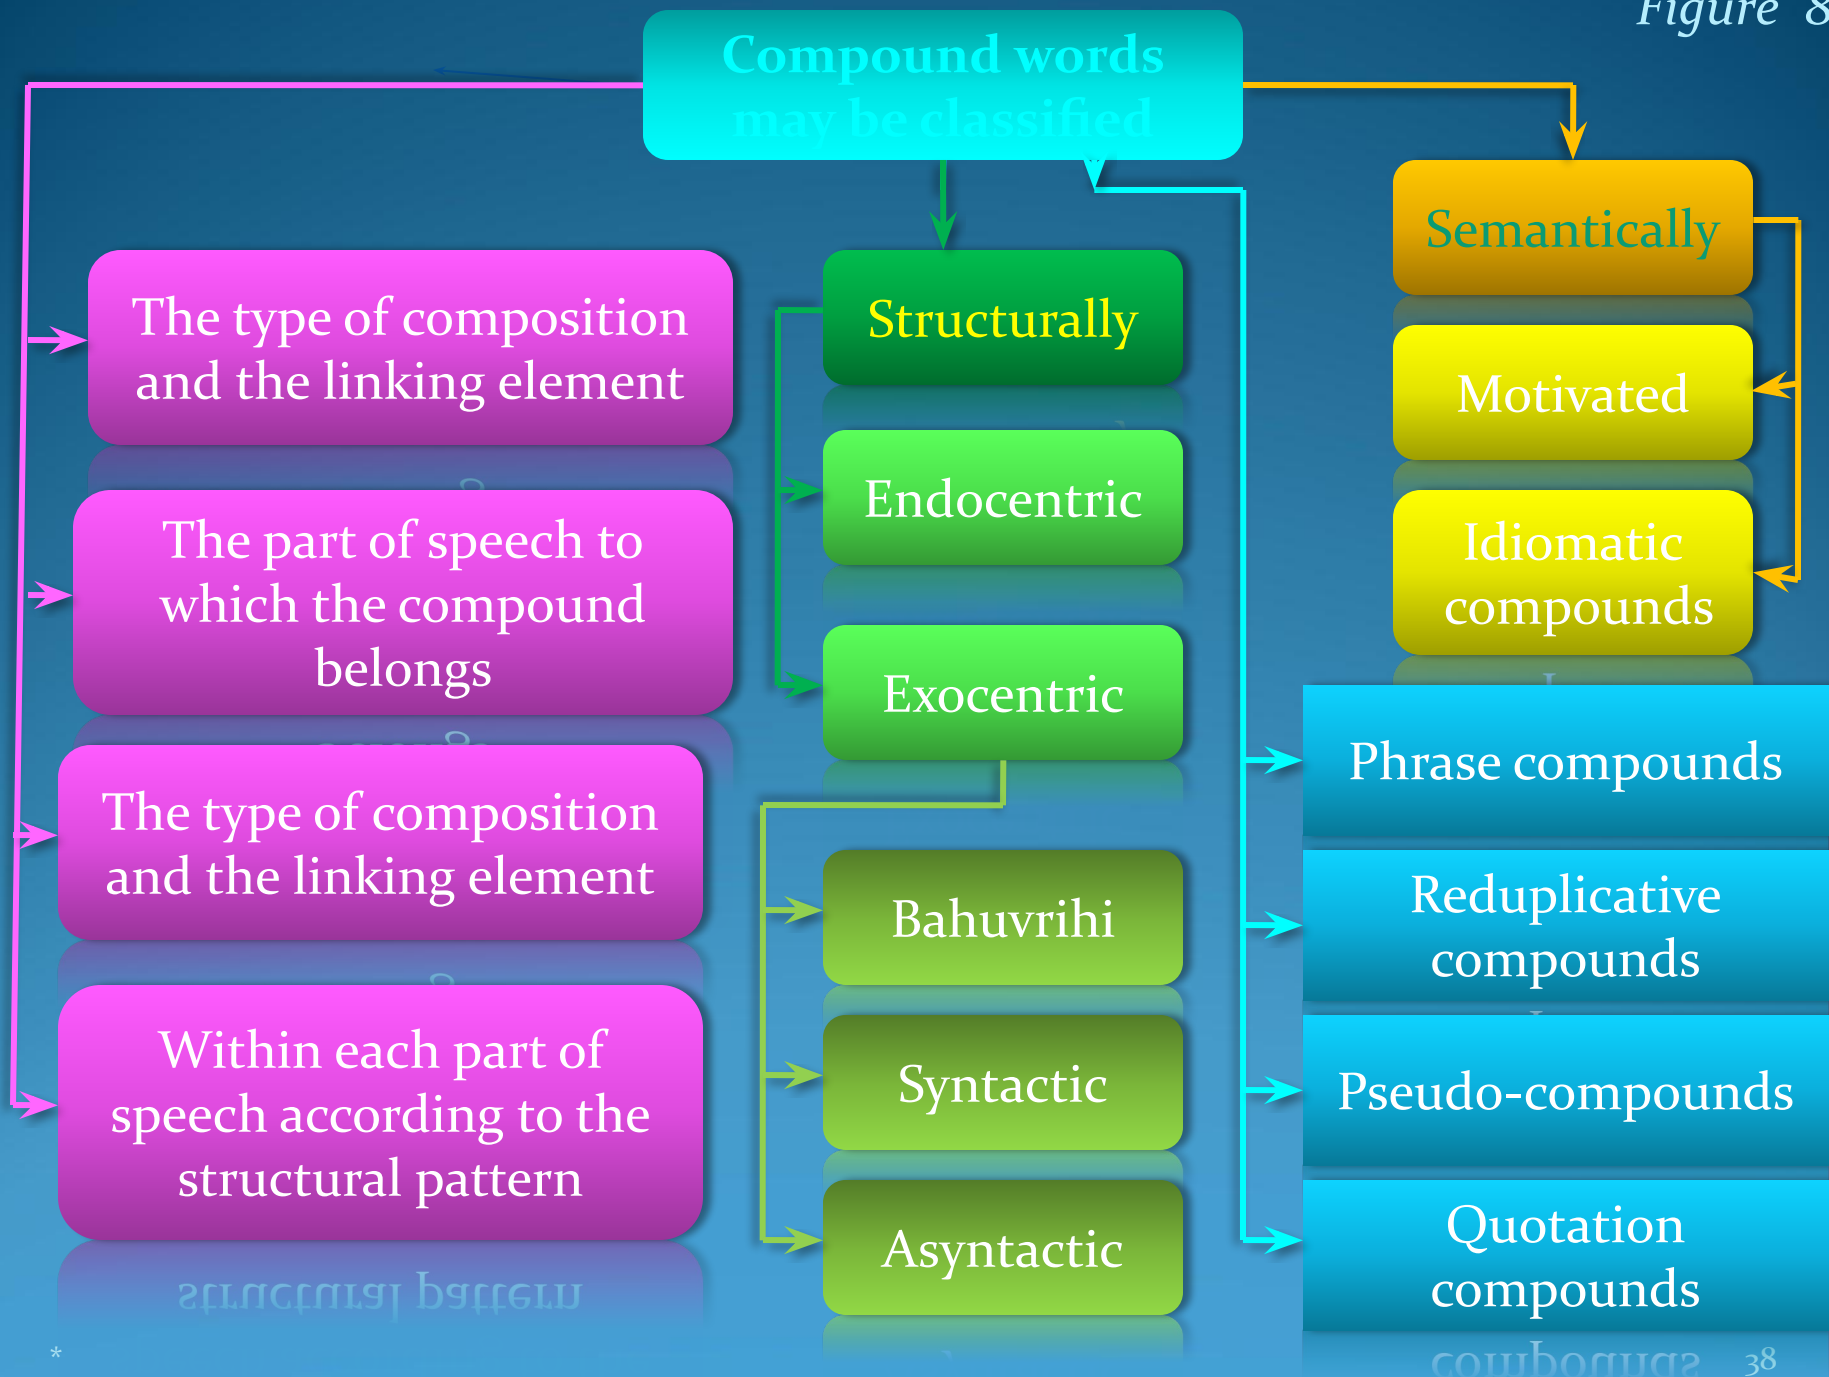 Figure 8
Compound words
may be classified
The type of composition
and the linking element
The part of speech to
which the compound
belongs
The type of composition
and the linking element
Within each part of
speech according to the
structural pattern
Structurally
Endocentric
Exocentric
Bahuvrihi
Syntactic
Asyntactic
Semantically
Motivated
Idiomatic
compounds
Phrase compounds
Reduplicative
compounds
Pseudo-compounds
Quotation
compounds
*
38